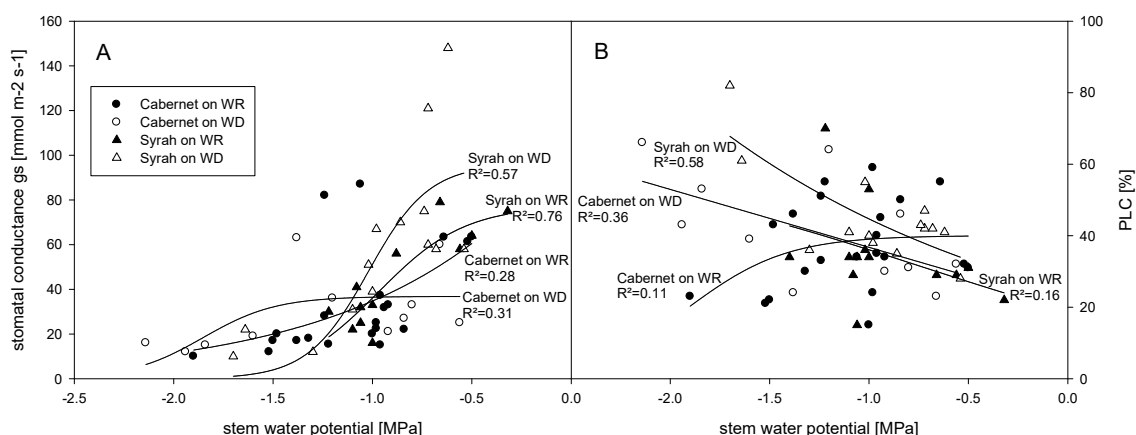 160
140
120
100
80
60
40
20
0
stomatal conductance gs [mmol m-2 s-1]
A
Cabernet on WR
Cabernet on WD
Syrah on WR
Syrah on WD
Syrah on WD
R²=0.57
Syrah on WR
R²=0.76
Cabernet on WR
R²=0.28
Cabernet on WD
R²=0.31
-2.5
-2.0
-1.5
-1.0
-0.5
0.0
stem water potential [MPa]
B
Syrah on WD
R²=0.58
Cabernet on WD
R²=0.36
Cabernet on WR
R²=0.11
Syrah on WR
R²=0.16
-1.5
-1.0
-0.5
0.0
stem water potential [MPa]
100
80
60
40
20
0
PLC [%]